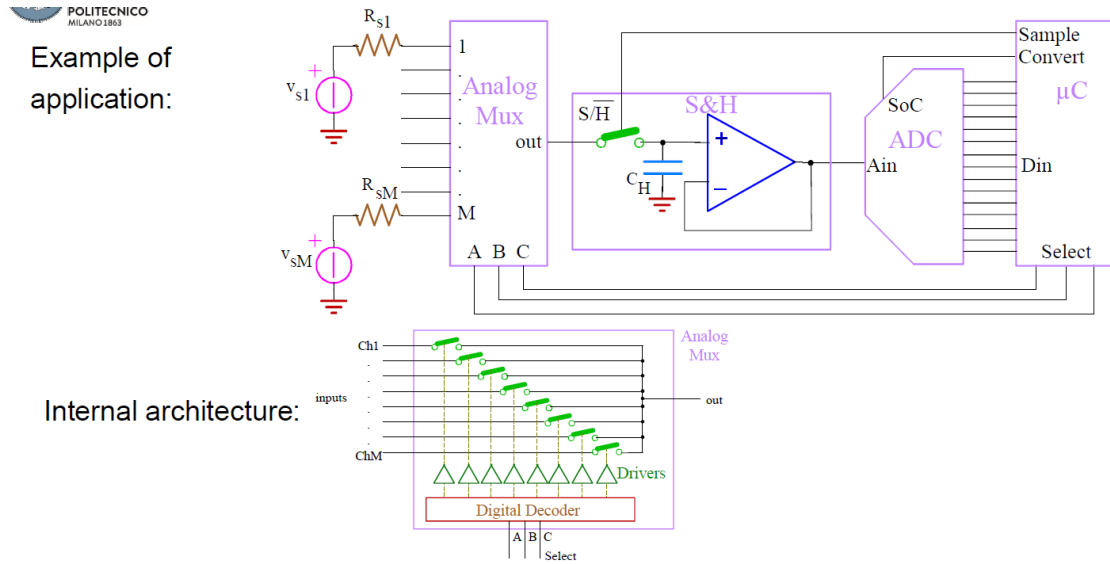 POLITECNICO
MILANO 1863
Example of
application:
Rs1
vs1
+
1
.
.
.
.
.
.
RsM
vsM
+
M
Analog
Mux
out
A B C
S/H̅
S&H
CH
+
−
SoC
ADC
Ain
Sample
Convert
µC
Din
Select
Internal architecture:
Ch1
.
.
inputs
.
.
ChM
Analog
Mux
out
Drivers
Digital Decoder
A B C
Select